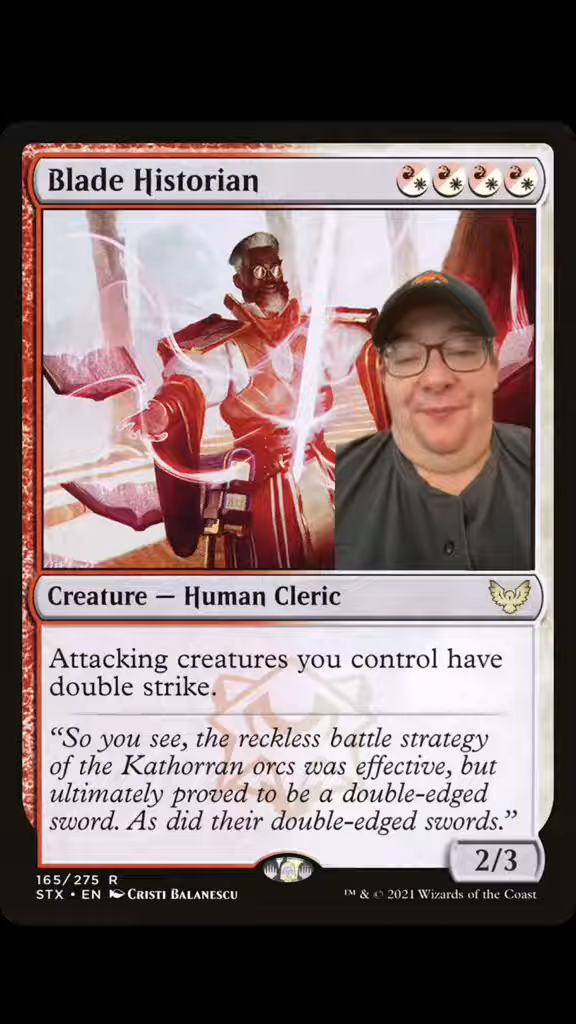 Blade Historian
Creature — Human Cleric
Attacking creatures you control have
double strike.
“So you see, the reckless battle strategy
of the Kathorran orcs was effective, but
ultimately proved to be a double-edged
sword. As did their double-edged swords.”
2/3
165/275 R
STX • EN Cristi Balanescu
™ & © 2021 Wizards of the Coast